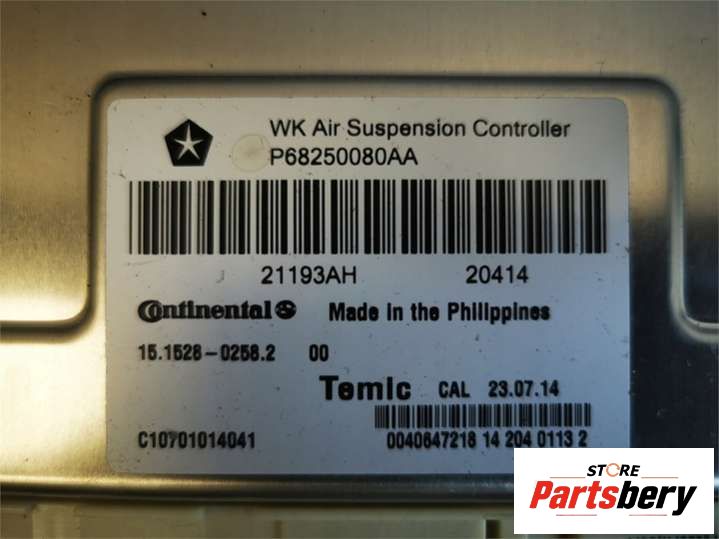 WK Air Suspension Controller
P68250080AA
21193AH 20414
Continental Made in the Philippines
15.1528-0258.2 00
Temic CAL 23.07.14
C10701014041 0040647218 14 204 0113 2
STORE
Partsbery